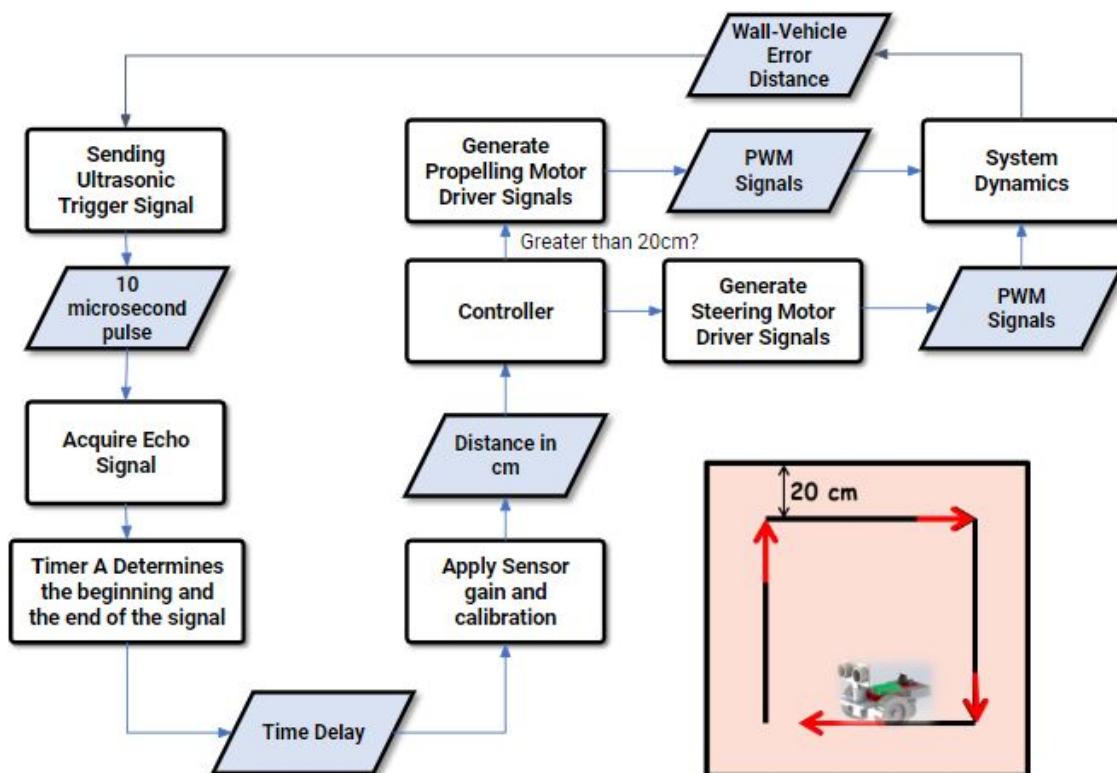 Wall-Vehicle
Error
Distance
Sending
Ultrasonic
Trigger Signal
Generate
Propelling Motor
Driver Signals
PWM
Signals
System
Dynamics
Greater than 20cm?
10
microsecond
pulse
Controller
Generate
Steering Motor
Driver Signals
PWM
Signals
Acquire Echo
Signal
Distance in
cm
20 cm
Timer A Determines
the beginning and
the end of the signal
Apply Sensor
gain and
calibration
Time Delay